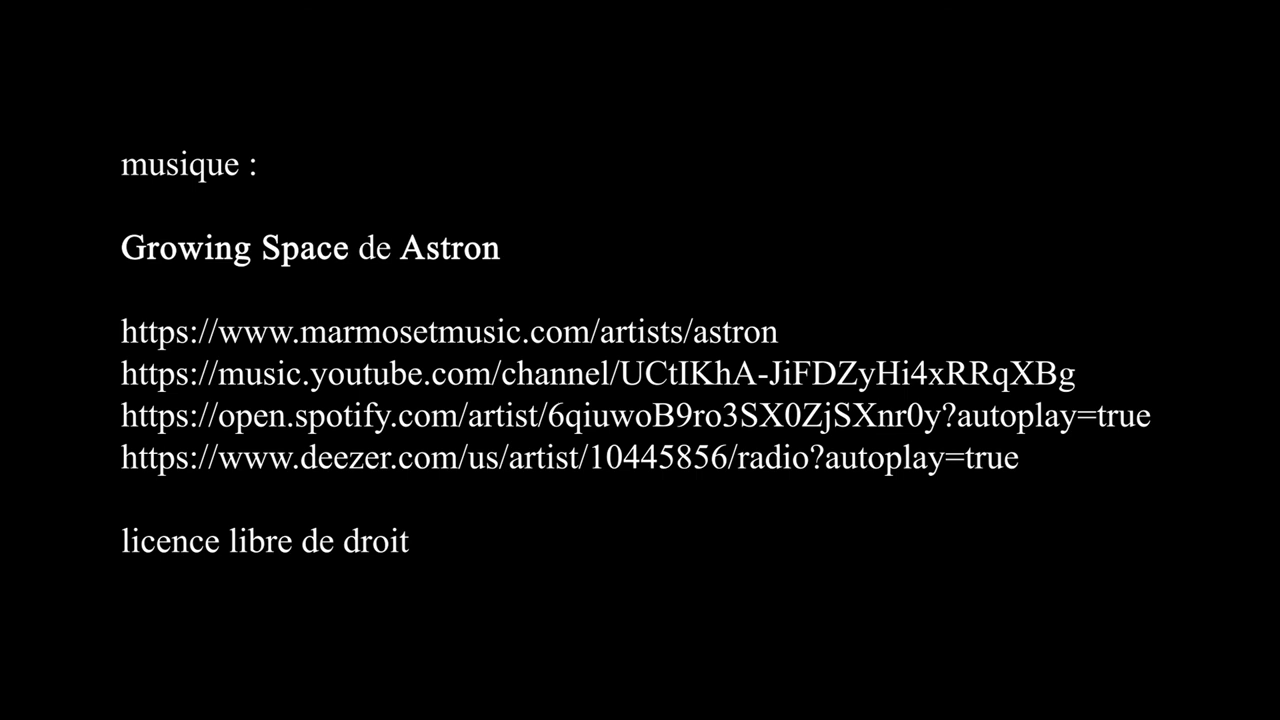 musique :
Growing Space de Astron
https://www.marmosetmusic.com/artists/astron
https://music.youtube.com/channel/UCtIKhA-JiFDZyHi4xRRqXBg
https://open.spotify.com/artist/6qiuwoB9ro3SX0ZjSXnr0y?autoplay=true
https://www.deezer.com/us/artist/10445856/radio?autoplay=true
licence libre de droit